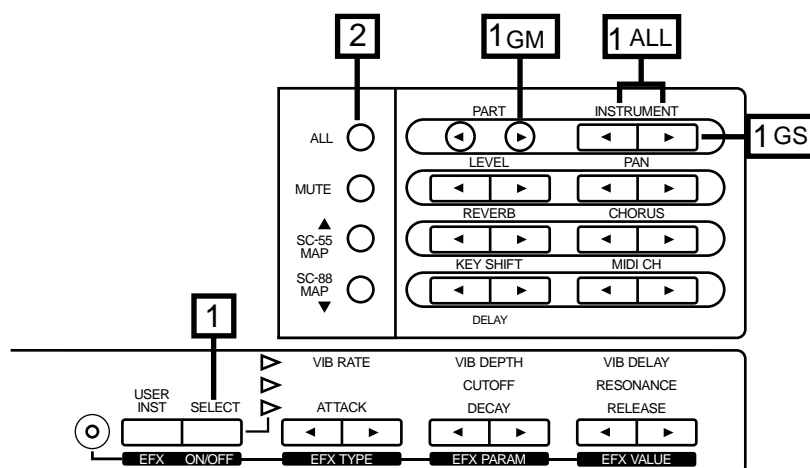 2 1GM 1 ALL
PART INSTRUMENT
ALL
1 GS
LEVEL PAN
MUTE
REVERB CHORUS
SC-55
MAP
KEY SHIFT MIDI CH
SC-88
MAP
DELAY
1
VIB RATE VIB DEPTH VIB DELAY
CUTOFF RESONANCE
USER
INST SELECT ATTACK DECAY RELEASE
EFX ON/OFF EFX TYPE EFX PARAM EFX VALUE